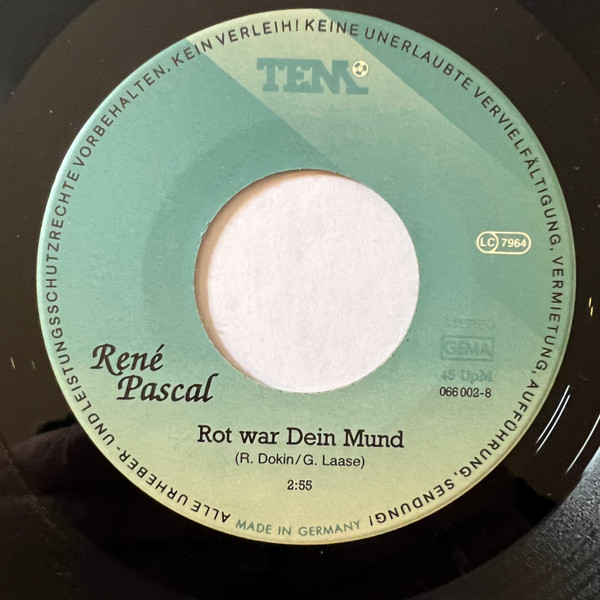 ALLE URHEBER- UND LEISTUNGSSCHUTZRECHTE VORBEHALTEN. KEIN VERLEIH! KEINE UNERLAUBTE VERVIELFÄLTIGUNG, VERMIETUNG, AUFFÜHRUNG, SENDUNG!
TEM
LC 7964
STEREO
GEMA
45 UpM
066 002-8
René
Pascal
Rot war Dein Mund
(R. Dokin/G. Laase)
2:55
MADE IN GERMANY